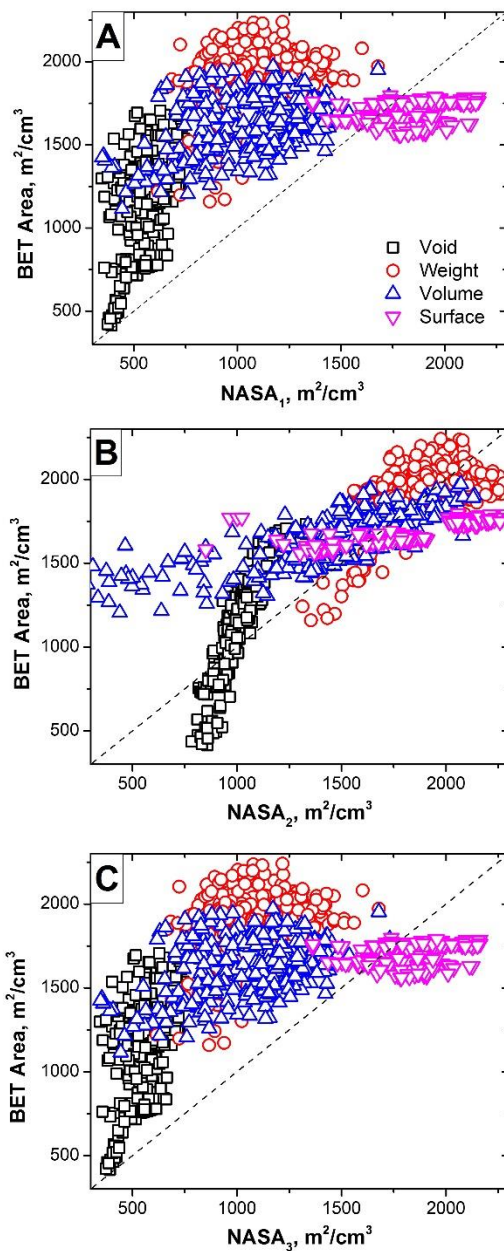 A
BET Area, m²/cm³
2000
1500
1000
500
Void
Weight
Volume
Surface
500 1000 1500 2000
NASA₁, m²/cm³
B
BET Area, m²/cm³
2000
1500
1000
500
500 1000 1500 2000
NASA₂, m²/cm³
C
BET Area, m²/cm³
2000
1500
1000
500
500 1000 1500 2000
NASA₃, m²/cm³